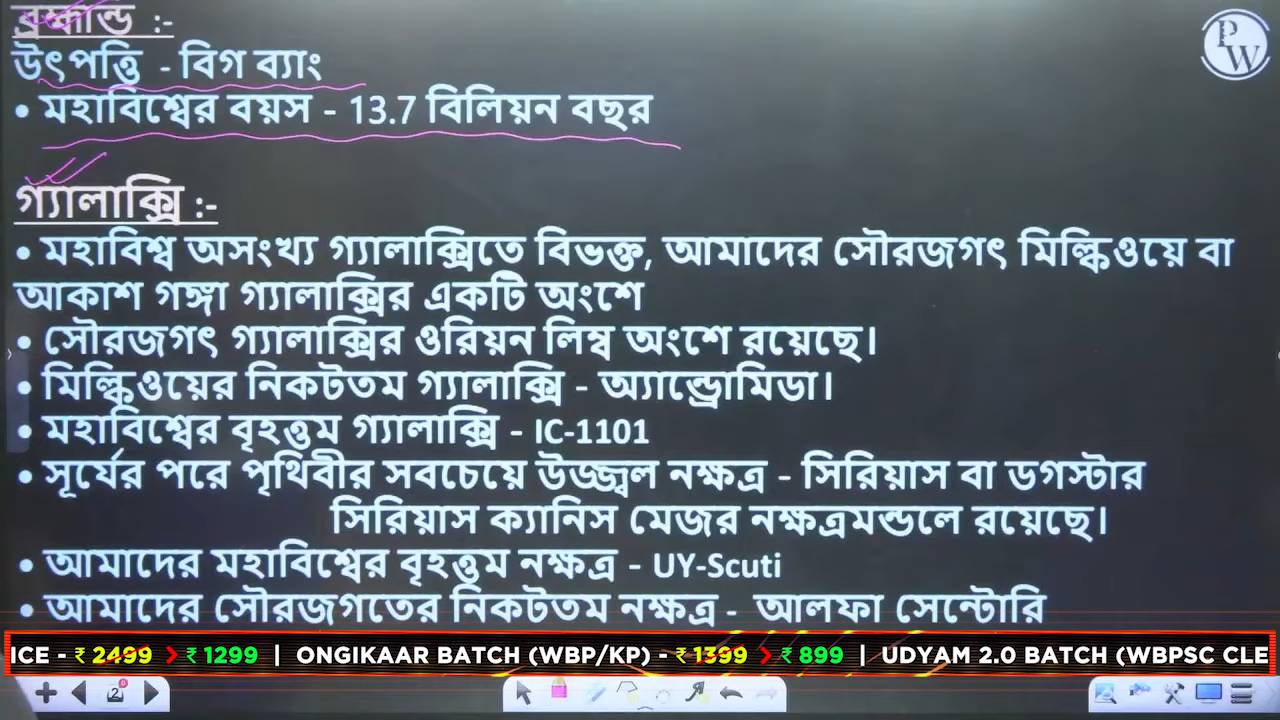 ব্রহ্মান্ড :-
উৎপত্তি - বিগ ব্যাং
• মহাবিশ্বের বয়স - 13.7 বিলিয়ন বছর
গ্যালাক্সি :-
• মহাবিশ্ব অসংখ্য গ্যালাক্সিতে বিভক্ত, আমাদের সৌরজগৎ মিল্কিওয়ে বা
আকাশ গঙ্গা গ্যালাক্সির একটি অংশে
• সৌরজগৎ গ্যালাক্সির ওরিয়ন লিম্ব অংশে রয়েছে।
• মিল্কিওয়ের নিকটতম গ্যালাক্সি - অ্যান্ড্রোমিডা।
• মহাবিশ্বের বৃহত্তম গ্যালাক্সি - IC-1101
• সূর্যের পরে পৃথিবীর সবচেয়ে উজ্জ্বল নক্ষত্র - সিরিয়াস বা ডগস্টার
সিরিয়াস ক্যানিস মেজর নক্ষত্রমন্ডলে রয়েছে।
• আমাদের মহাবিশ্বের বৃহত্তম নক্ষত্র - UY-Scuti
• আমাদের সৌরজগতের নিকটতম নক্ষত্র - আলফা সেন্টোরি
ICE - ₹ 2499 > ₹ 1299 | ONGIKAAR BATCH (WBP/KP) - ₹ 1399 > ₹ 899 | UDYAM 2.0 BATCH (WBPSC CLE
PW
2